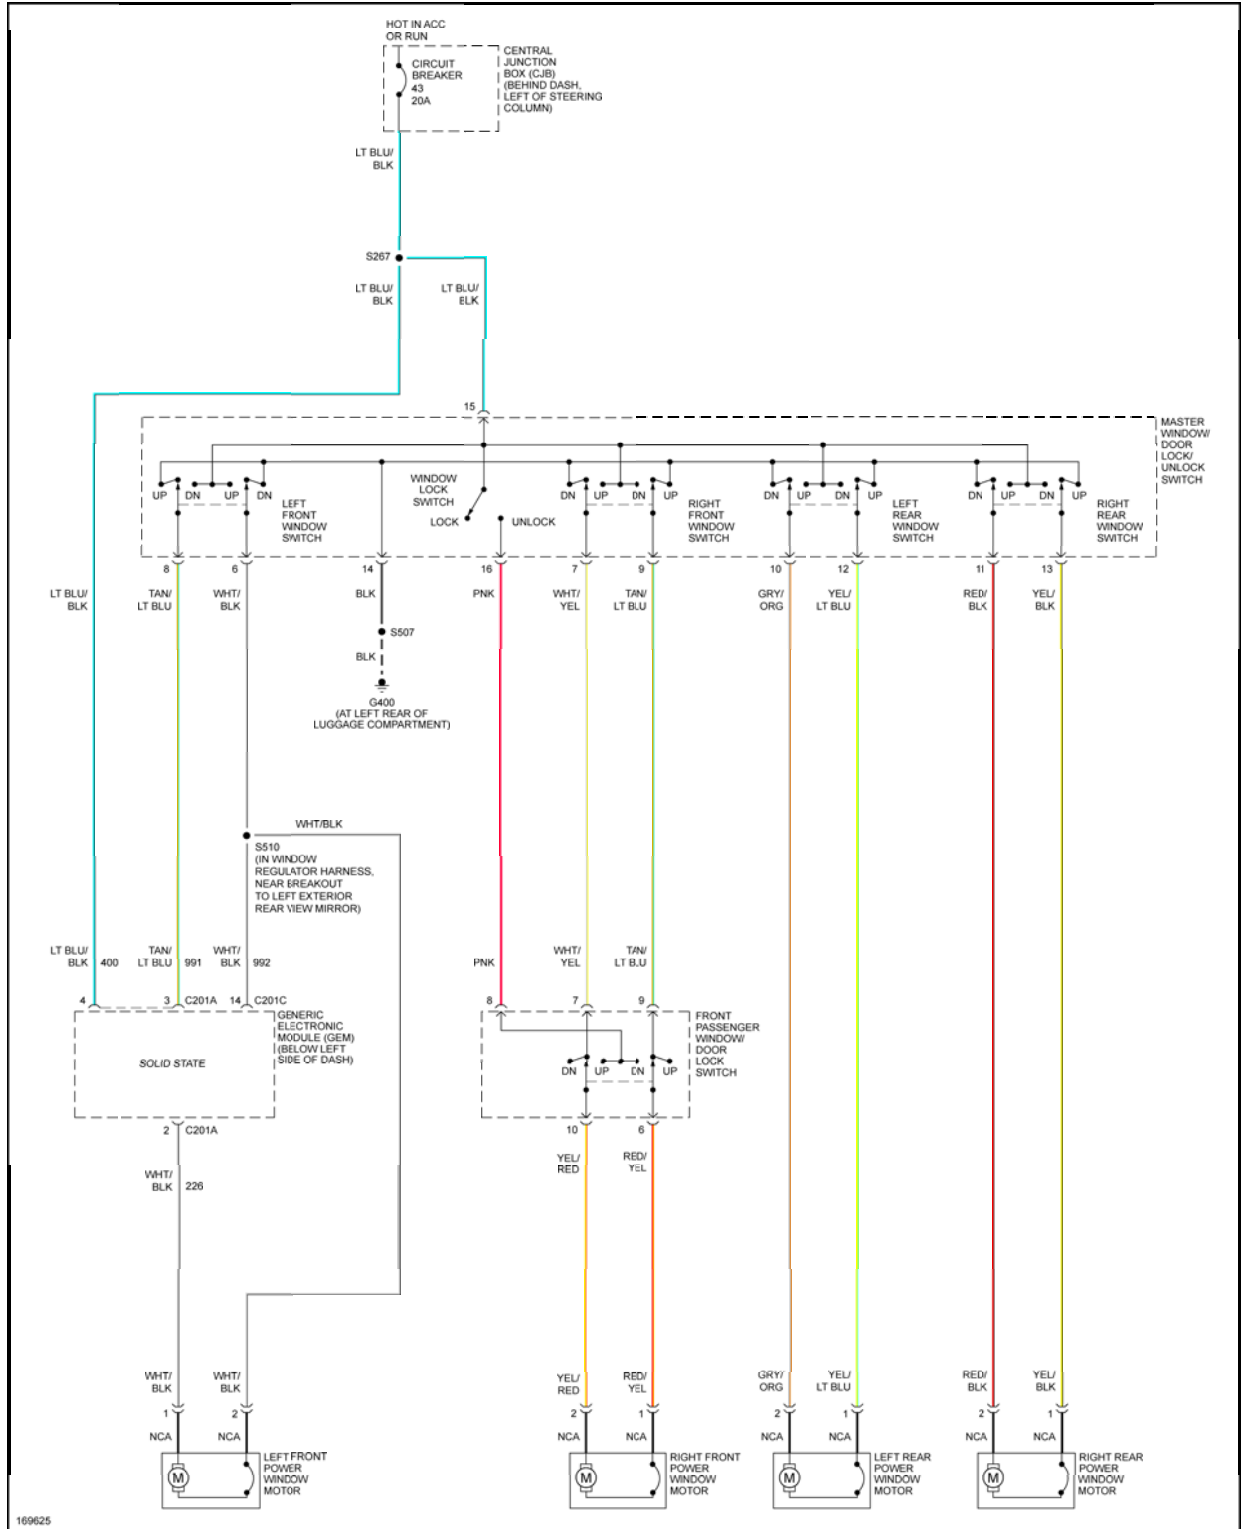 HOT IN ACC
OR RUN
CIRCUIT
BREAKER
43
20A
CENTRAL
JUNCTION
BOX (CJB)
(BEHIND DASH,
LEFT OF STEERING
COLUMN)
LT BLU/
BLK
S267
LT BLU/
BLK
LT BLU/
BLK
15
MASTER
WINDOW/
DOOR
LOCK/
UNLOCK
SWITCH
UP DN UP DN
LEFT
FRONT
WINDOW
SWITCH
WINDOW
LOCK
SWITCH
LOCK
UNLOCK
DN UP DN UP
RIGHT
FRONT
WINDOW
SWITCH
DN UP DN UP
LEFT
REAR
WINDOW
SWITCH
DN UP DN UP
RIGHT
REAR
WINDOW
SWITCH
8 6 14 16 7 9 10 12 11 13
LT BLU/
BLK
TAN/
LT BLU
WHT/
BLK
BLK
PNK
WHT/
YEL
TAN/
LT BLU
GRY/
ORG
YEL/
LT BLU
RED/
BLK
YEL/
BLK
S507
BLK
G400
(AT LEFT REAR OF
LUGGAGE COMPARTMENT)
WHT/BLK
S510
(IN WINDOW
REGULATOR HARNESS,
NEAR BREAKOUT
TO LEFT EXTERIOR
REAR VIEW MIRROR)
LT BLU/
BLK 400
TAN/
LT BLU 991
WHT/
BLK 992
PNK
WHT/
YEL
TAN/
LT BLU
4 3 C201A 14 C201C
8 7 9
GENERIC
ELECTRONIC
MODULE (GEM)
(BELOW LEFT
SIDE OF DASH)
SOLID STATE
FRONT
PASSENGER
WINDOW/
DOOR
LOCK
SWITCH
DN UP DN UP
2 C201A
10 6
WHT/
BLK 226
YEL/
RED
RED/
YEL
WHT/
BLK
WHT/
BLK
YEL/
RED
RED/
YEL
GRY/
ORG
YEL/
LT BLU
RED/
BLK
YEL/
BLK
1 2 2 1 2 1 2 1
NCA NCA NCA NCA NCA NCA NCA NCA
M
LEFT FRONT
POWER
WINDOW
MOTOR
M
RIGHT FRONT
POWER
WINDOW
MOTOR
M
LEFT REAR
POWER
WINDOW
MOTOR
M
RIGHT REAR
POWER
WINDOW
MOTOR
169625